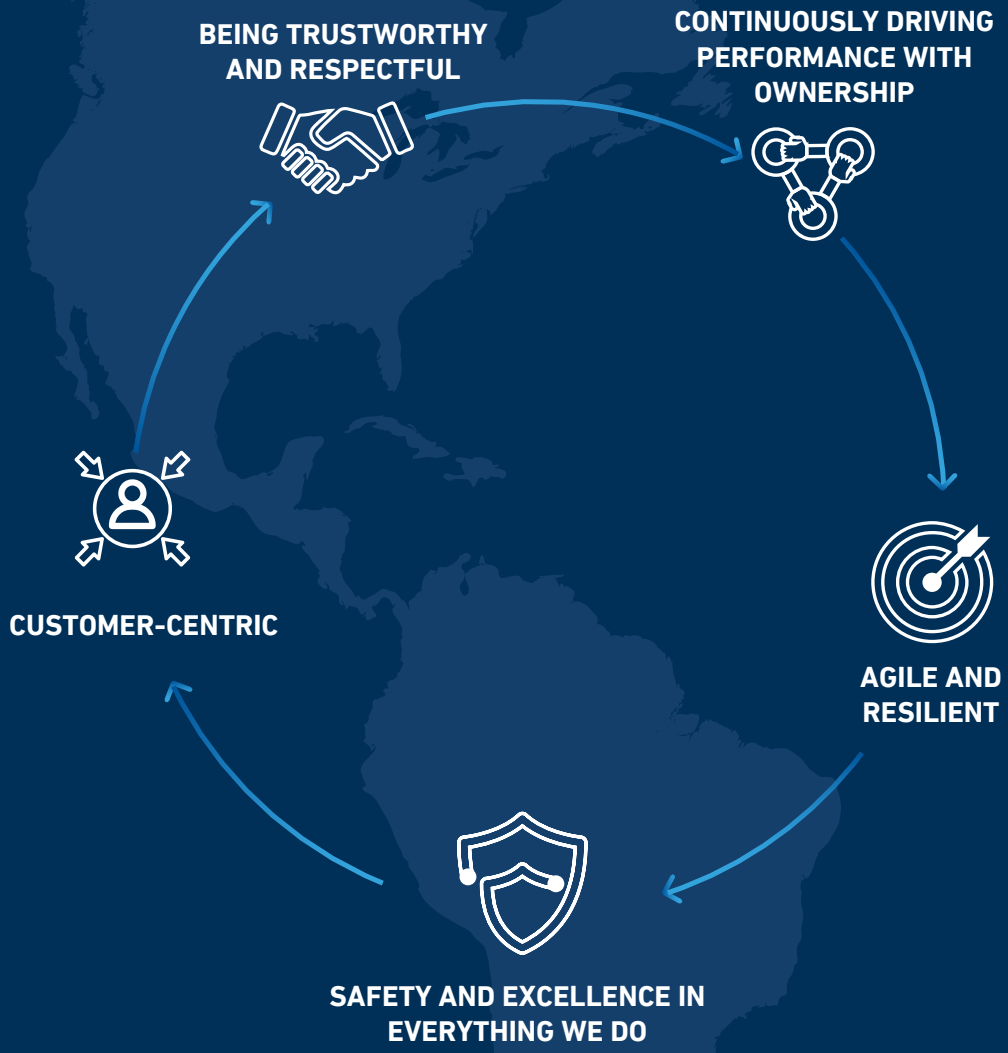 BEING TRUSTWORTHY
AND RESPECTFUL
CONTINUOUSLY DRIVING
PERFORMANCE WITH
OWNERSHIP
CUSTOMER-CENTRIC
AGILE AND
RESILIENT
SAFETY AND EXCELLENCE IN
EVERYTHING WE DO